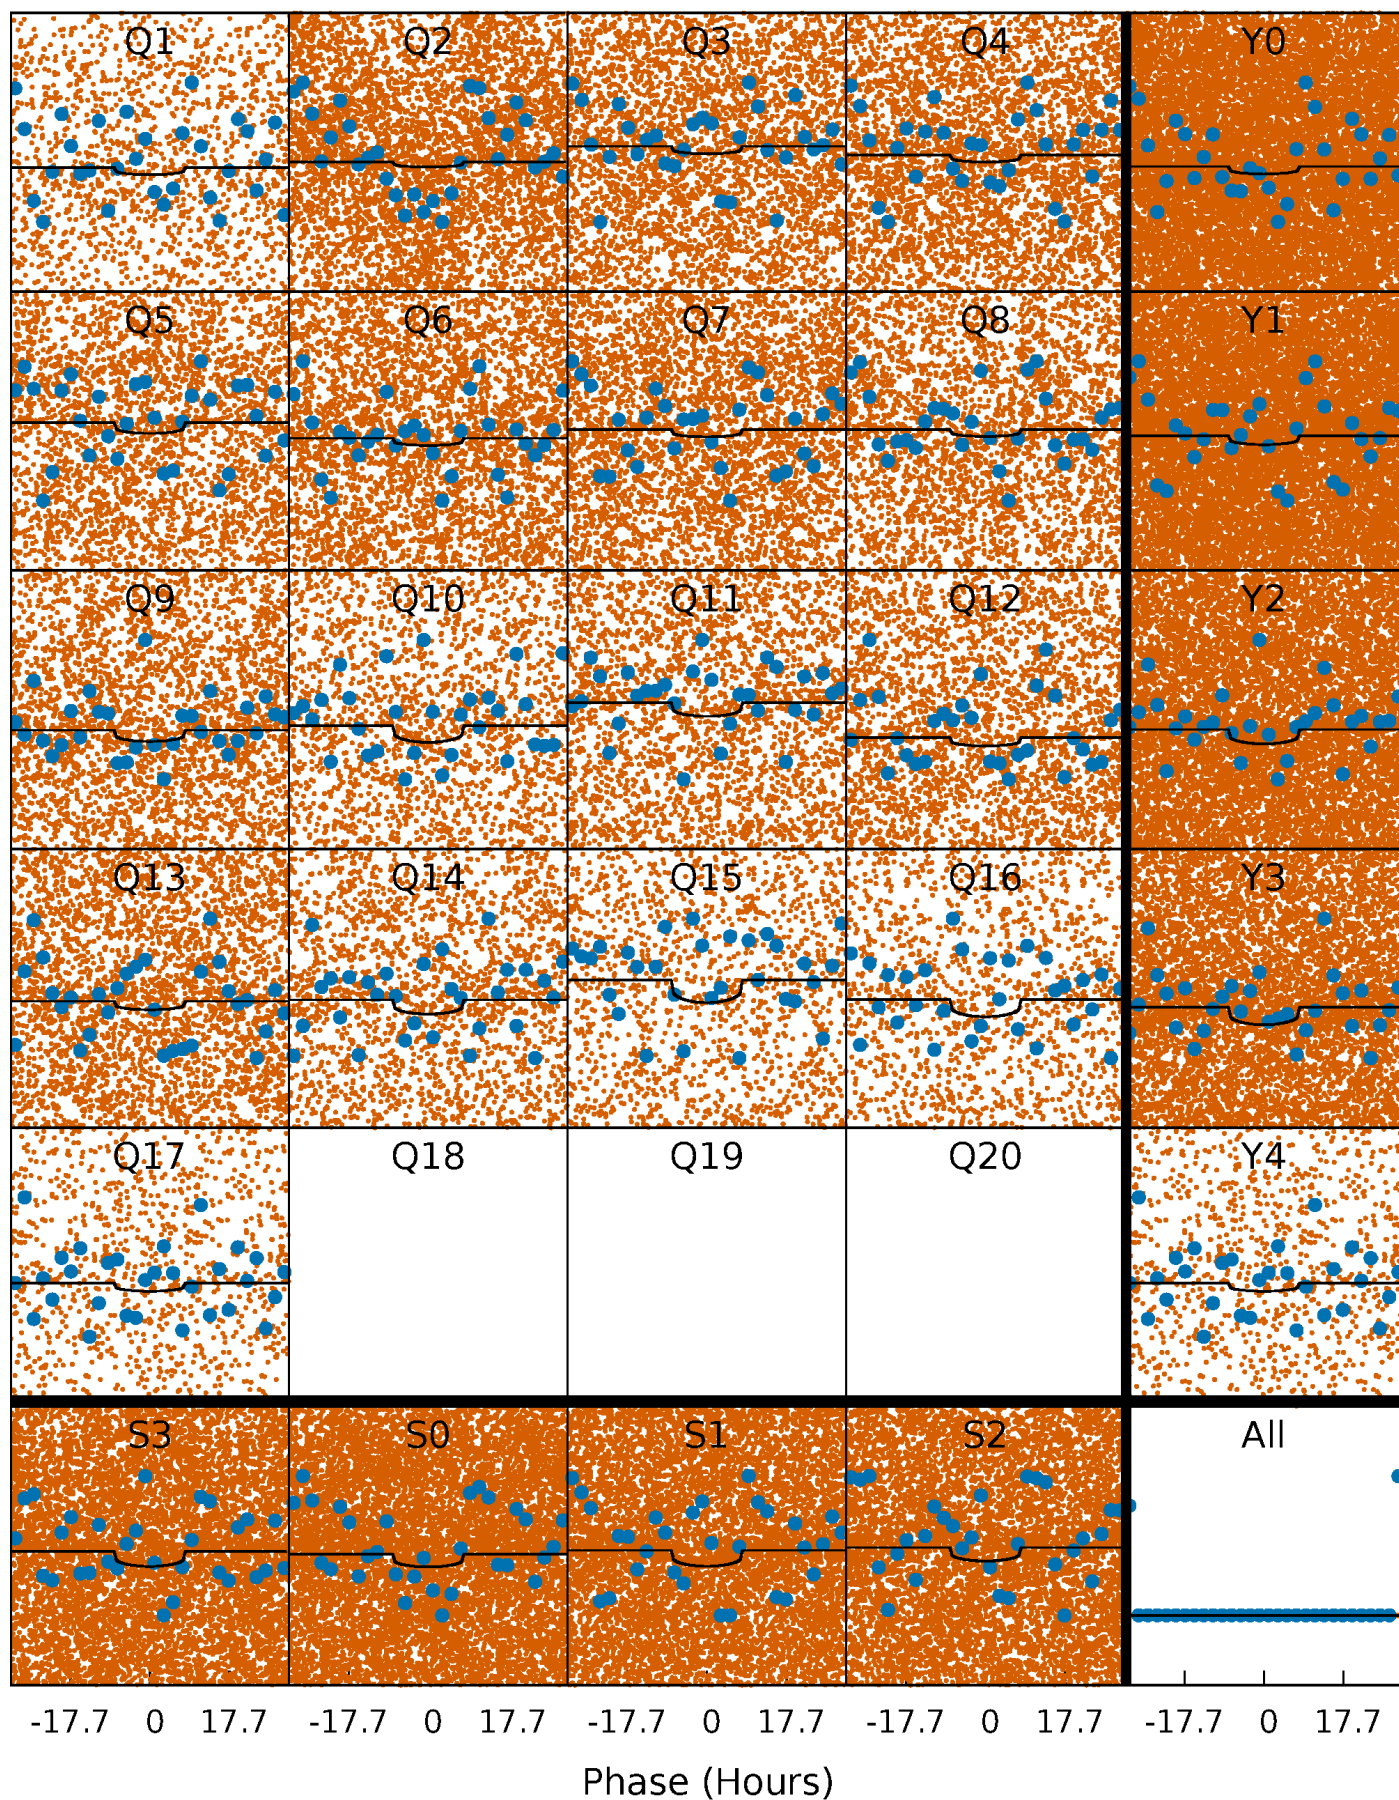 Q1 Q2 Q3 Q4 Y0
Q5 Q6 Q7 Q8 Y1
Q9 Q10 Q11 Q12 Y2
Q13 Q14 Q15 Q16 Y3
Q17 Q18 Q19 Q20 Y4
S3 S0 S1 S2 All
-17.7 0 17.7 -17.7 0 17.7 -17.7 0 17.7 -17.7 0 17.7 -17.7 0 17.7
Phase (Hours)